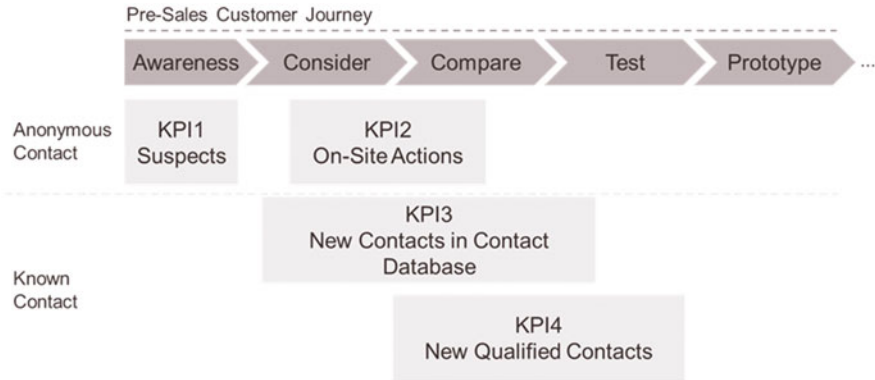 Pre-Sales Customer Journey
Awareness
Consider
Compare
Test
Prototype
...
Anonymous
Contact
KPI1
Suspects
KPI2
On-Site Actions
Known
Contact
KPI3
New Contacts in Contact
Database
KPI4
New Qualified Contacts